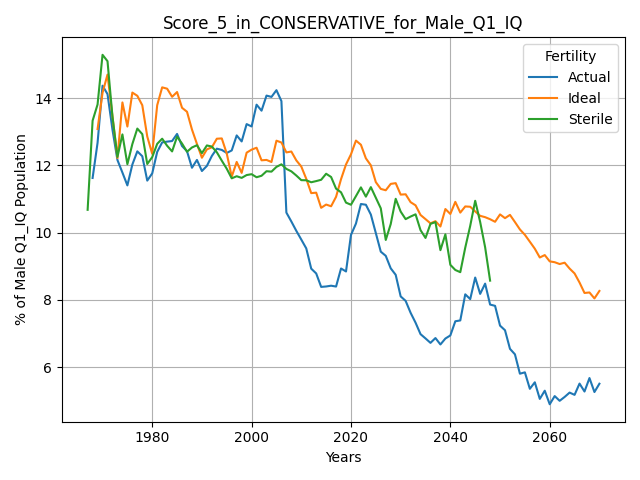 Score_5_in_CONSERVATIVE_for_Male_Q1_IQ
Fertility
Actual
Ideal
Sterile
% of Male Q1_IQ Population
14
12
10
8
6
1980 2000 2020 2040 2060
Years